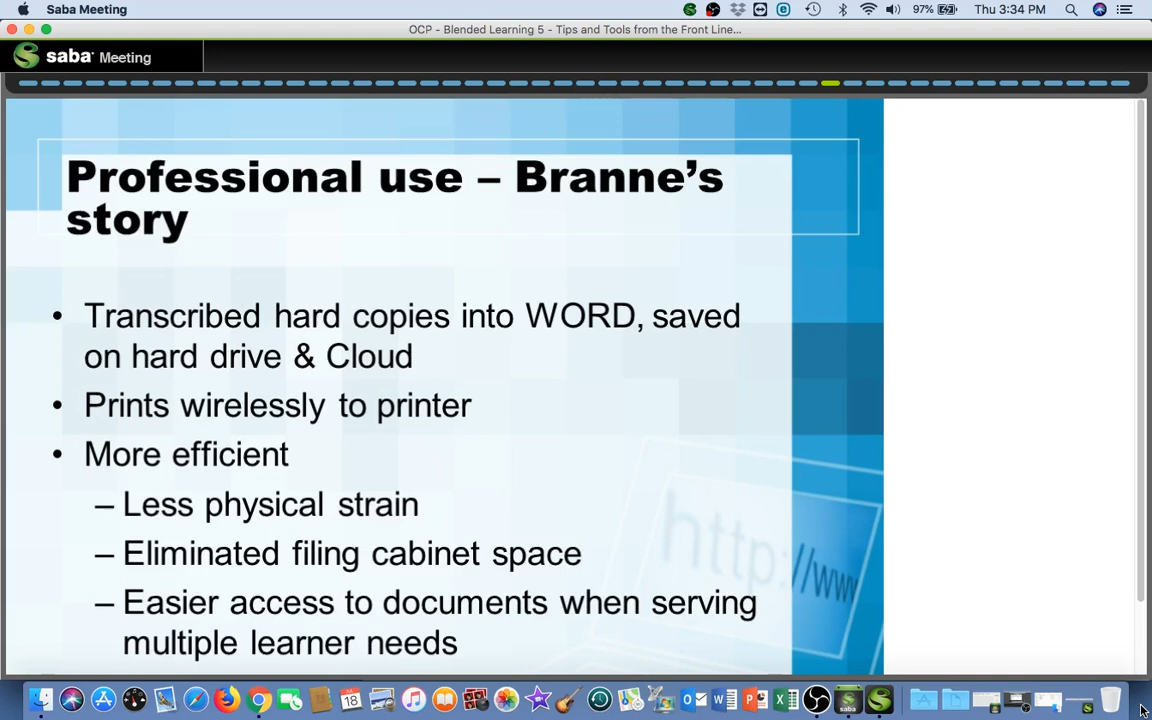 Saba Meeting
97%
Thu 3:34 PM
OCP - Blended Learning 5 - Tips and Tools from the Front Line...
saba Meeting
Professional use – Branne's
story
• Transcribed hard copies into WORD, saved
on hard drive & Cloud
• Prints wirelessly to printer
• More efficient
– Less physical strain
– Eliminated filing cabinet space
– Easier access to documents when serving
multiple learner needs
http://www
18
saba